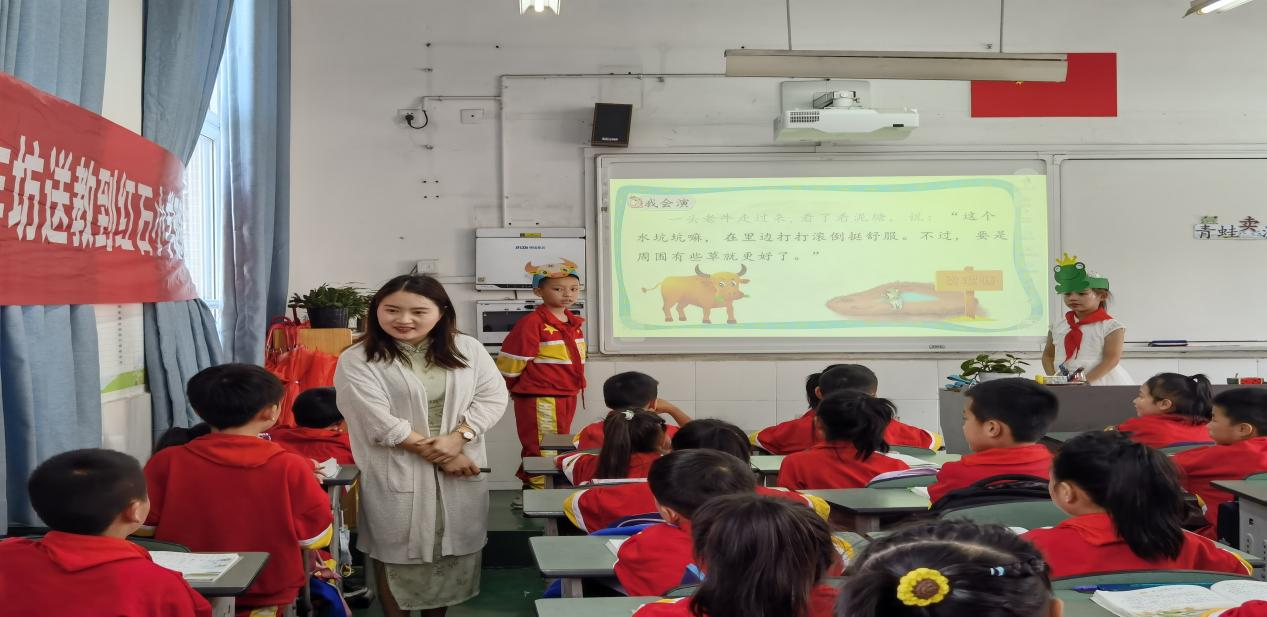 坊送教到红石小
我会演
一头老牛走过来，看了看泥塘，说：“这个
水坑坑嘛，在里边打打滚倒挺舒服。不过，要是
周围有些草就更好了。”
青蛙卖